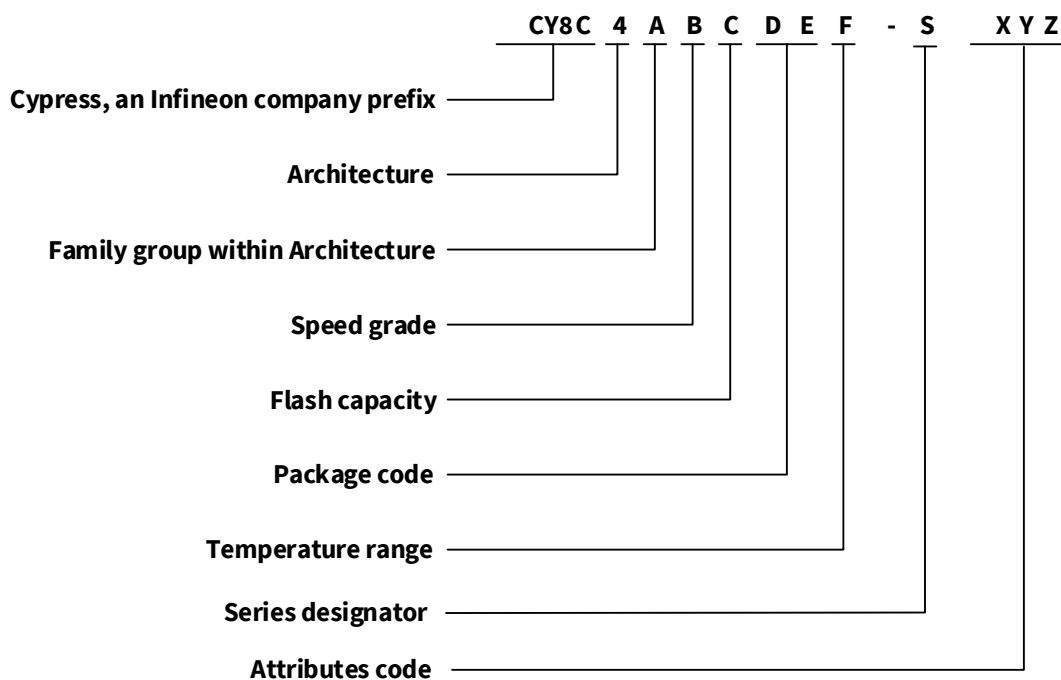 CY8C 4 A B C D E F - S X Y Z
Cypress, an Infineon company prefix
Architecture
Family group within Architecture
Speed grade
Flash capacity
Package code
Temperature range
Series designator
Attributes code